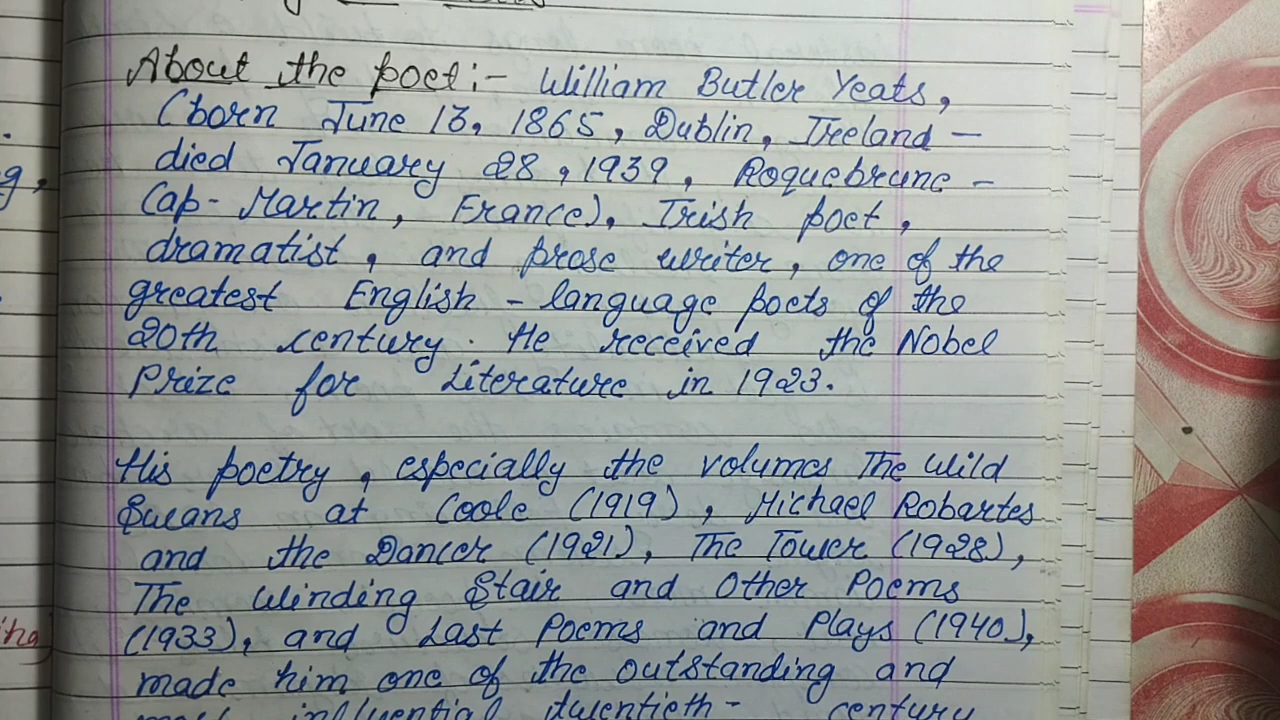 About the poet :- William Butler Yeats,
(born June 13, 1865, Dublin, Ireland -
died January 28, 1939, Roquebrune -
Cap- Martin, France), Irish poet,
dramatist, and prose writer, one of the
greatest English - language poets of the
20th century. He received the Nobel
Prize for Literature in 1923.
His poetry, especially the volumes The Wild
Swans at Coole (1919), Michael Robartes
and the Dancer (1921), The Tower (1928),
The Winding Stair and Other Poems
(1933), and Last Poems and Plays (1940),
made him one of the outstanding and
most influential twentieth - century